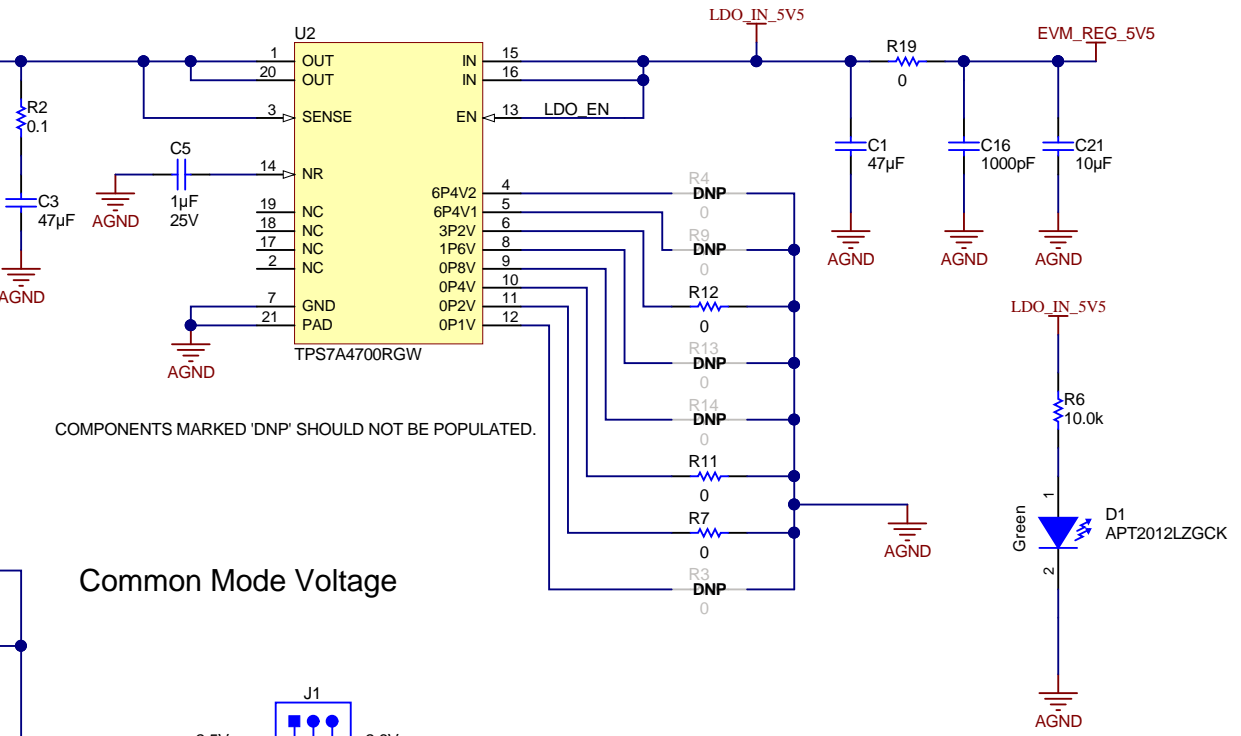 LDO_IN_5V5
EVM_REG_5V5
U2
R19
0
1
OUT
20
OUT
3
SENSE
14
NR
19
NC
18
NC
17
NC
2
NC
7
GND
21
PAD
IN
15
IN
16
EN
13
LDO_EN
6P4V2
4
6P4V1
5
3P2V
6
1P6V
8
0P8V
9
0P4V
10
0P2V
11
0P1V
12
TPS7A4700RGW
R2
0.1
C3
47µF
AGND
C5
1µF
25V
AGND
AGND
C1
47µF
AGND
C16
1000pF
AGND
C21
10µF
AGND
R4
DNP
0
R9
DNP
0
R12
0
R13
DNP
0
R14
DNP
0
R11
0
R7
0
R3
DNP
0
AGND
LDO_IN_5V5
R6
10.0k
1
Green
D1
APT2012LZGCK
2
AGND
COMPONENTS MARKED 'DNP' SHOULD NOT BE POPULATED.
Common Mode Voltage
J1